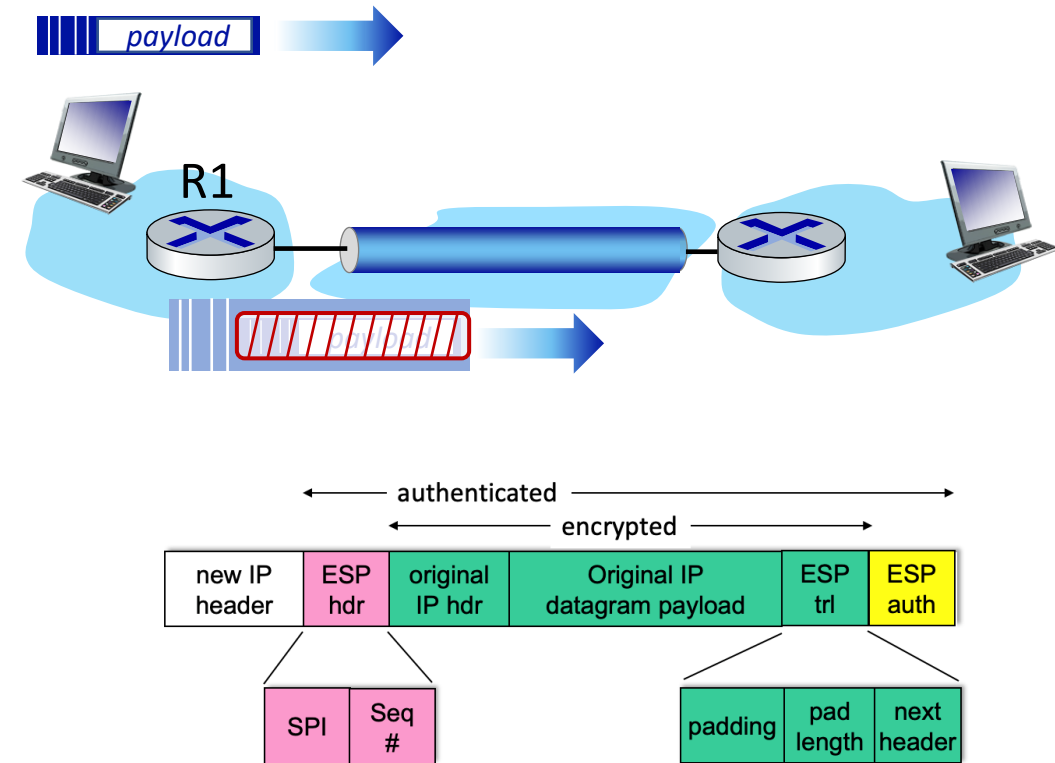 payload
R1
payload
authenticated
encrypted
new IP
header
ESP
hdr
original
IP hdr
Original IP
datagram payload
ESP
trl
ESP
auth
SPI
Seq
#
padding
pad
length
next
header